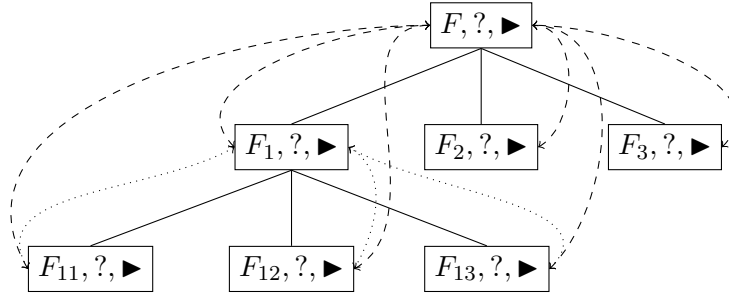 F, ?, ▶
F₁, ?, ▶
F₂, ?, ▶
F₃, ?, ▶
F₁₁, ?, ▶
F₁₂, ?, ▶
F₁₃, ?, ▶